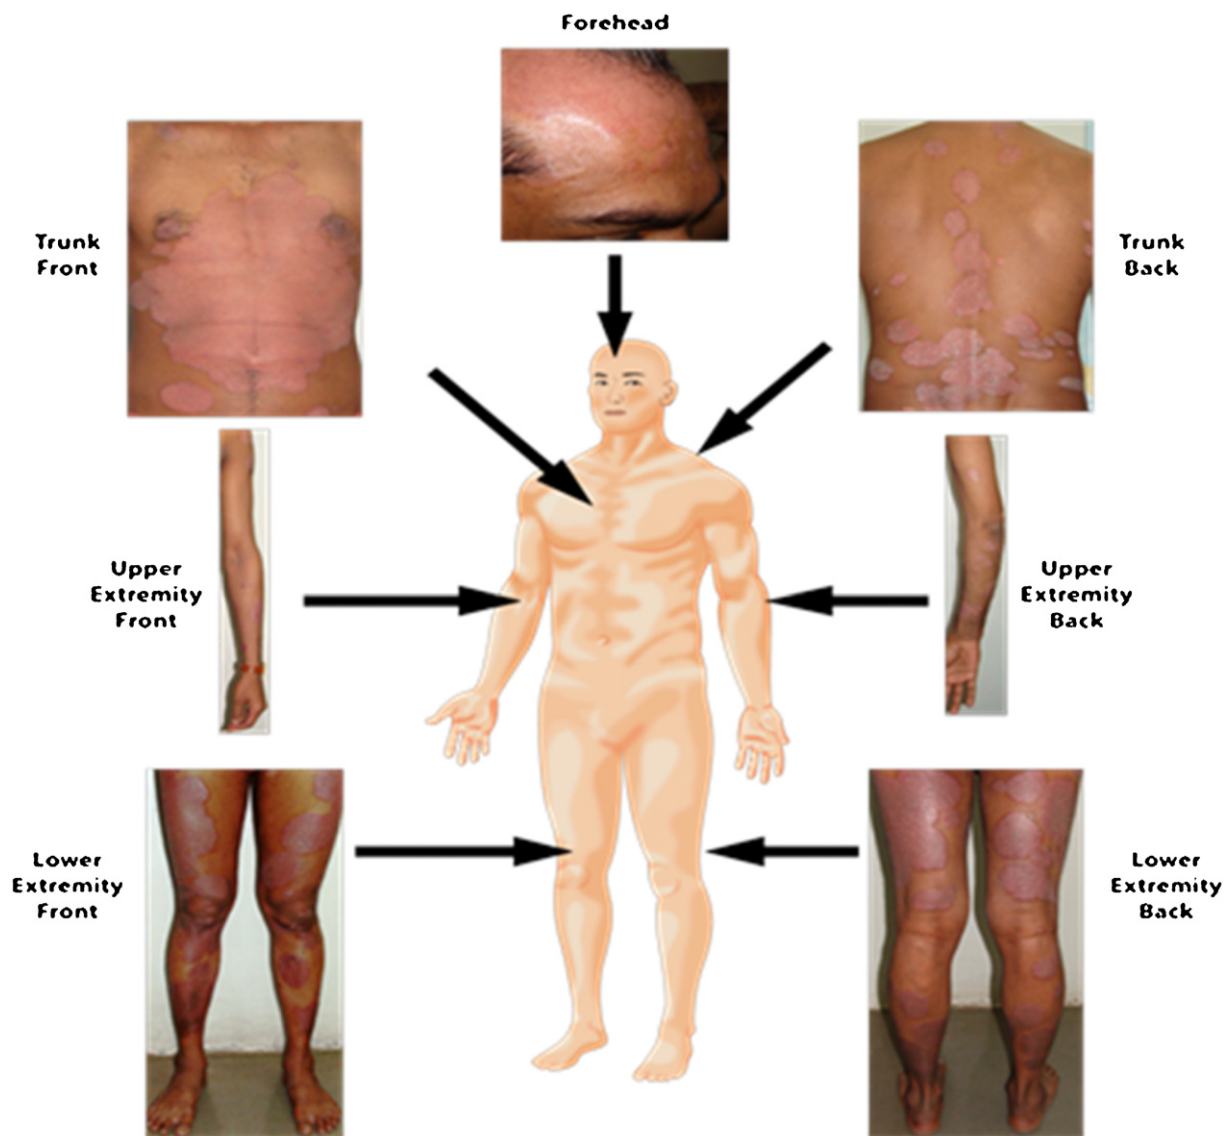 Forehead
Trunk
Front
Trunk
Back
Upper
Extremity
Front
Upper
Extremity
Back
Lower
Extremity
Front
Lower
Extremity
Back